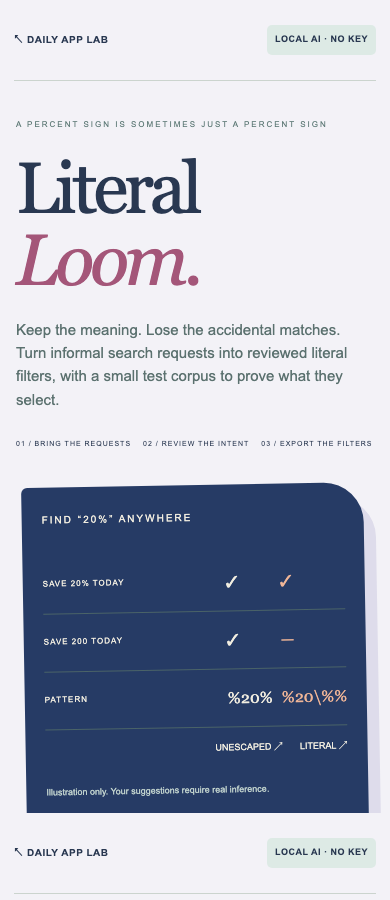 ↖ DAILY APP LAB
LOCAL AI · NO KEY
A PERCENT SIGN IS SOMETIMES JUST A PERCENT SIGN
Literal
Loom.
Keep the meaning. Lose the accidental matches.
Turn informal search requests into reviewed literal
filters, with a small test corpus to prove what they
select.
01 / BRING THE REQUESTS 02 / REVIEW THE INTENT 03 / EXPORT THE FILTERS
FIND “20%” ANYWHERE
SAVE 20% TODAY ✓ ✓
SAVE 200 TODAY ✓ —
PATTERN %20% %20\%%
UNESCAPED ↗ LITERAL ↗
Illustration only. Your suggestions require real inference.
↖ DAILY APP LAB
LOCAL AI · NO KEY